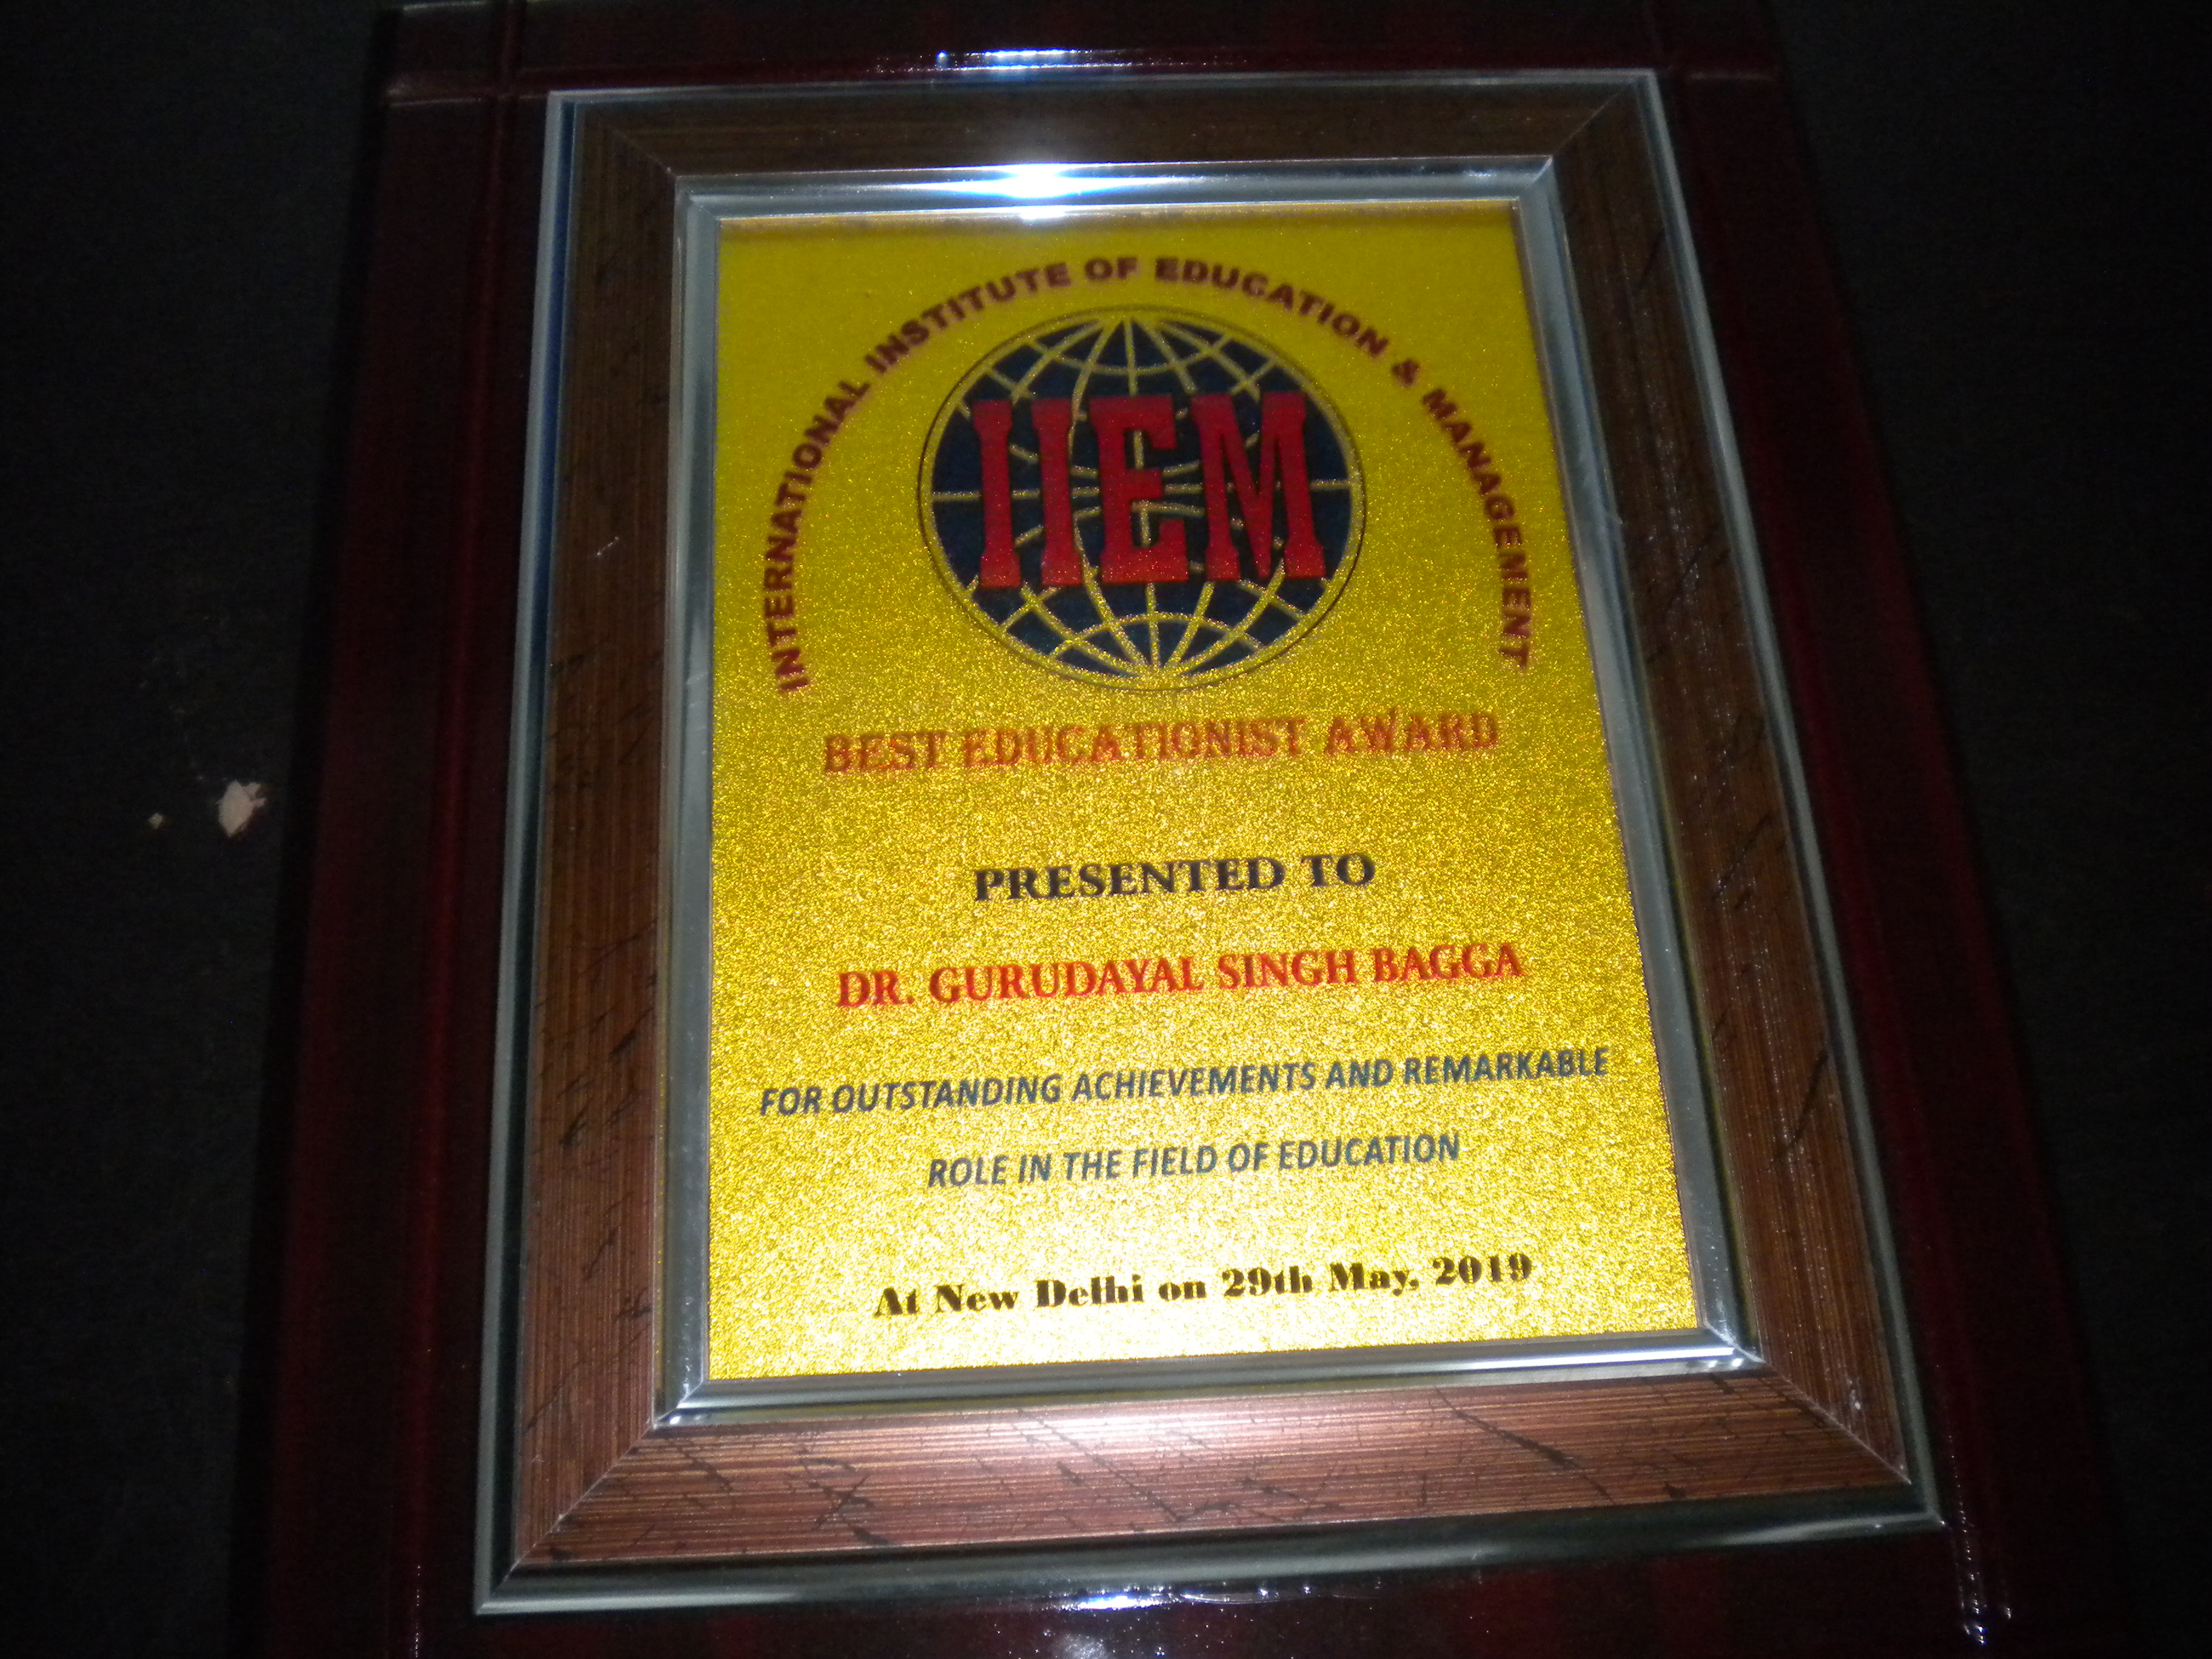 INTERNATIONAL INSTITUTE OF EDUCATION & MANAGEMENT
IIEM
BEST EDUCATIONIST AWARD
PRESENTED TO
DR. GURUDAYAL SINGH BAGGA
FOR OUTSTANDING ACHIEVEMENTS AND REMARKABLE
ROLE IN THE FIELD OF EDUCATION
At New Delhi on 29th May, 2019